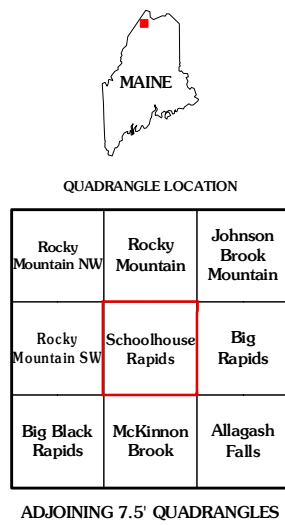 MAINE
QUADRANGLE LOCATION
Rocky
Mountain NW
Rocky
Mountain
Johnson
Brook
Mountain
Rocky
Mountain SW
Schoolhouse
Rapids
Big
Rapids
Big Black
Rapids
McKinnon
Brook
Allagash
Falls
ADJOINING 7.5' QUADRANGLES